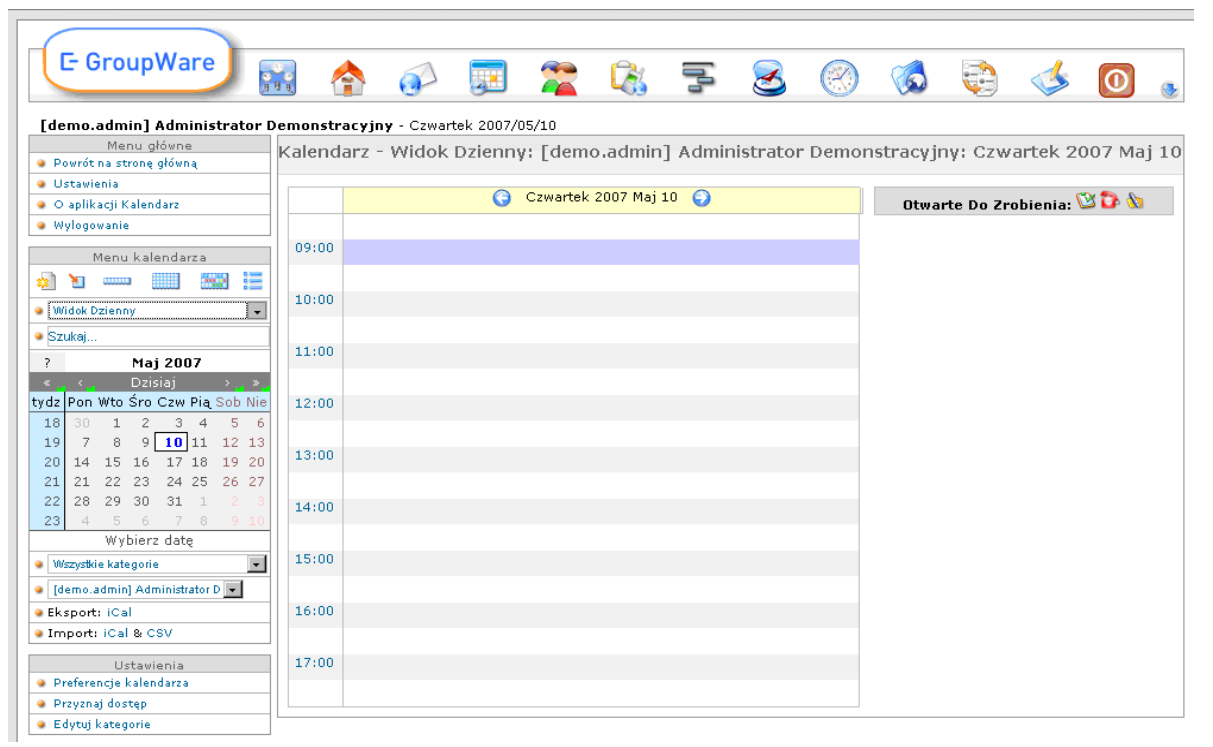 E- GroupWare
[demo.admin] Administrator Demonstracyjny - Czwartek 2007/05/10
Menu główne
Powrót na stronę główną
Ustawienia
O aplikacji Kalendarz
Wylogowanie
Menu kalendarza
Widok Dzienny
Szukaj...
? Maj 2007
« ‹ Dzisiaj › »
tydz Pon Wto Śro Czw Pią Sob Nie
18 30 1 2 3 4 5 6
19 7 8 9 10 11 12 13
20 14 15 16 17 18 19 20
21 21 22 23 24 25 26 27
22 28 29 30 31 1 2 3
23 4 5 6 7 8 9 10
Wybierz datę
Wszystkie kategorie
[demo.admin] Administrator D
Eksport: iCal
Import: iCal & CSV
Ustawienia
Preferencje kalendarza
Przyznaj dostęp
Edytuj kategorie
Kalendarz - Widok Dzienny: [demo.admin] Administrator Demonstracyjny: Czwartek 2007 Maj 10
Czwartek 2007 Maj 10
09:00
10:00
11:00
12:00
13:00
14:00
15:00
16:00
17:00
Otwarte Do Zrobienia: